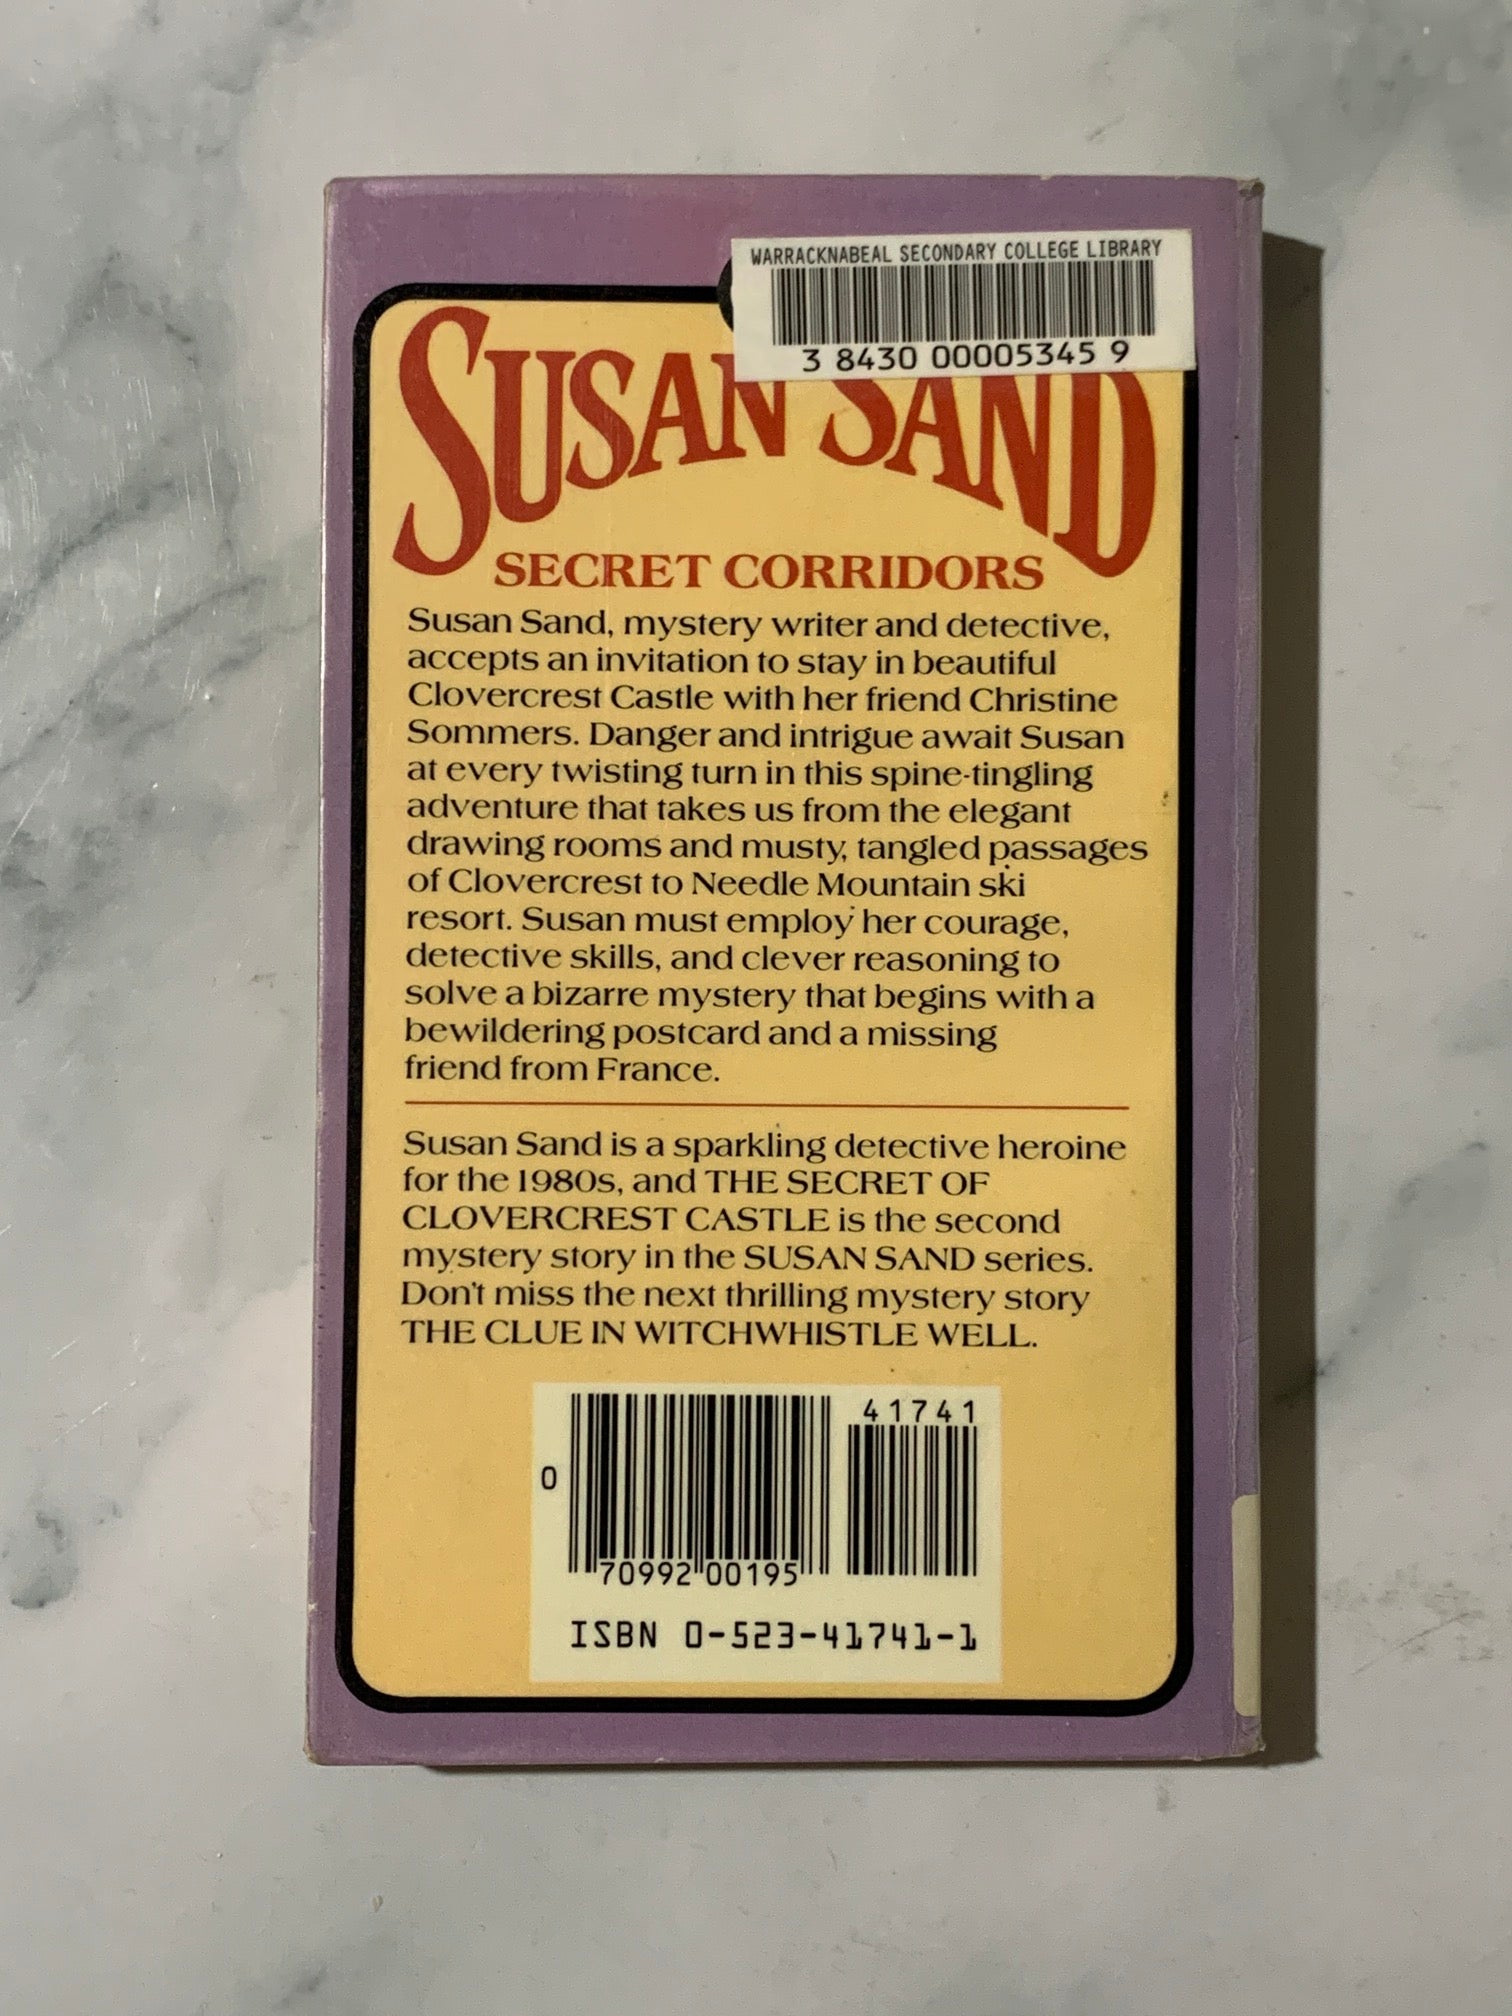 WARRACKNABEAL SECONDARY COLLEGE LIBRARY
3 8430 00005345 9
SUSAN SAND
SECRET CORRIDORS
Susan Sand, mystery writer and detective,
accepts an invitation to stay in beautiful
Clovercrest Castle with her friend Christine
Sommers. Danger and intrigue await Susan
at every twisting turn in this spine-tingling
adventure that takes us from the elegant
drawing rooms and musty, tangled passages
of Clovercrest to Needle Mountain ski
resort. Susan must employ her courage,
detective skills, and clever reasoning to
solve a bizarre mystery that begins with a
bewildering postcard and a missing
friend from France.
Susan Sand is a sparkling detective heroine
for the 1980s, and THE SECRET OF
CLOVERCREST CASTLE is the second
mystery story in the SUSAN SAND series.
Don't miss the next thrilling mystery story
THE CLUE IN WITCHWHISTLE WELL.
41741
0
70992 00195
ISBN 0-523-41741-1